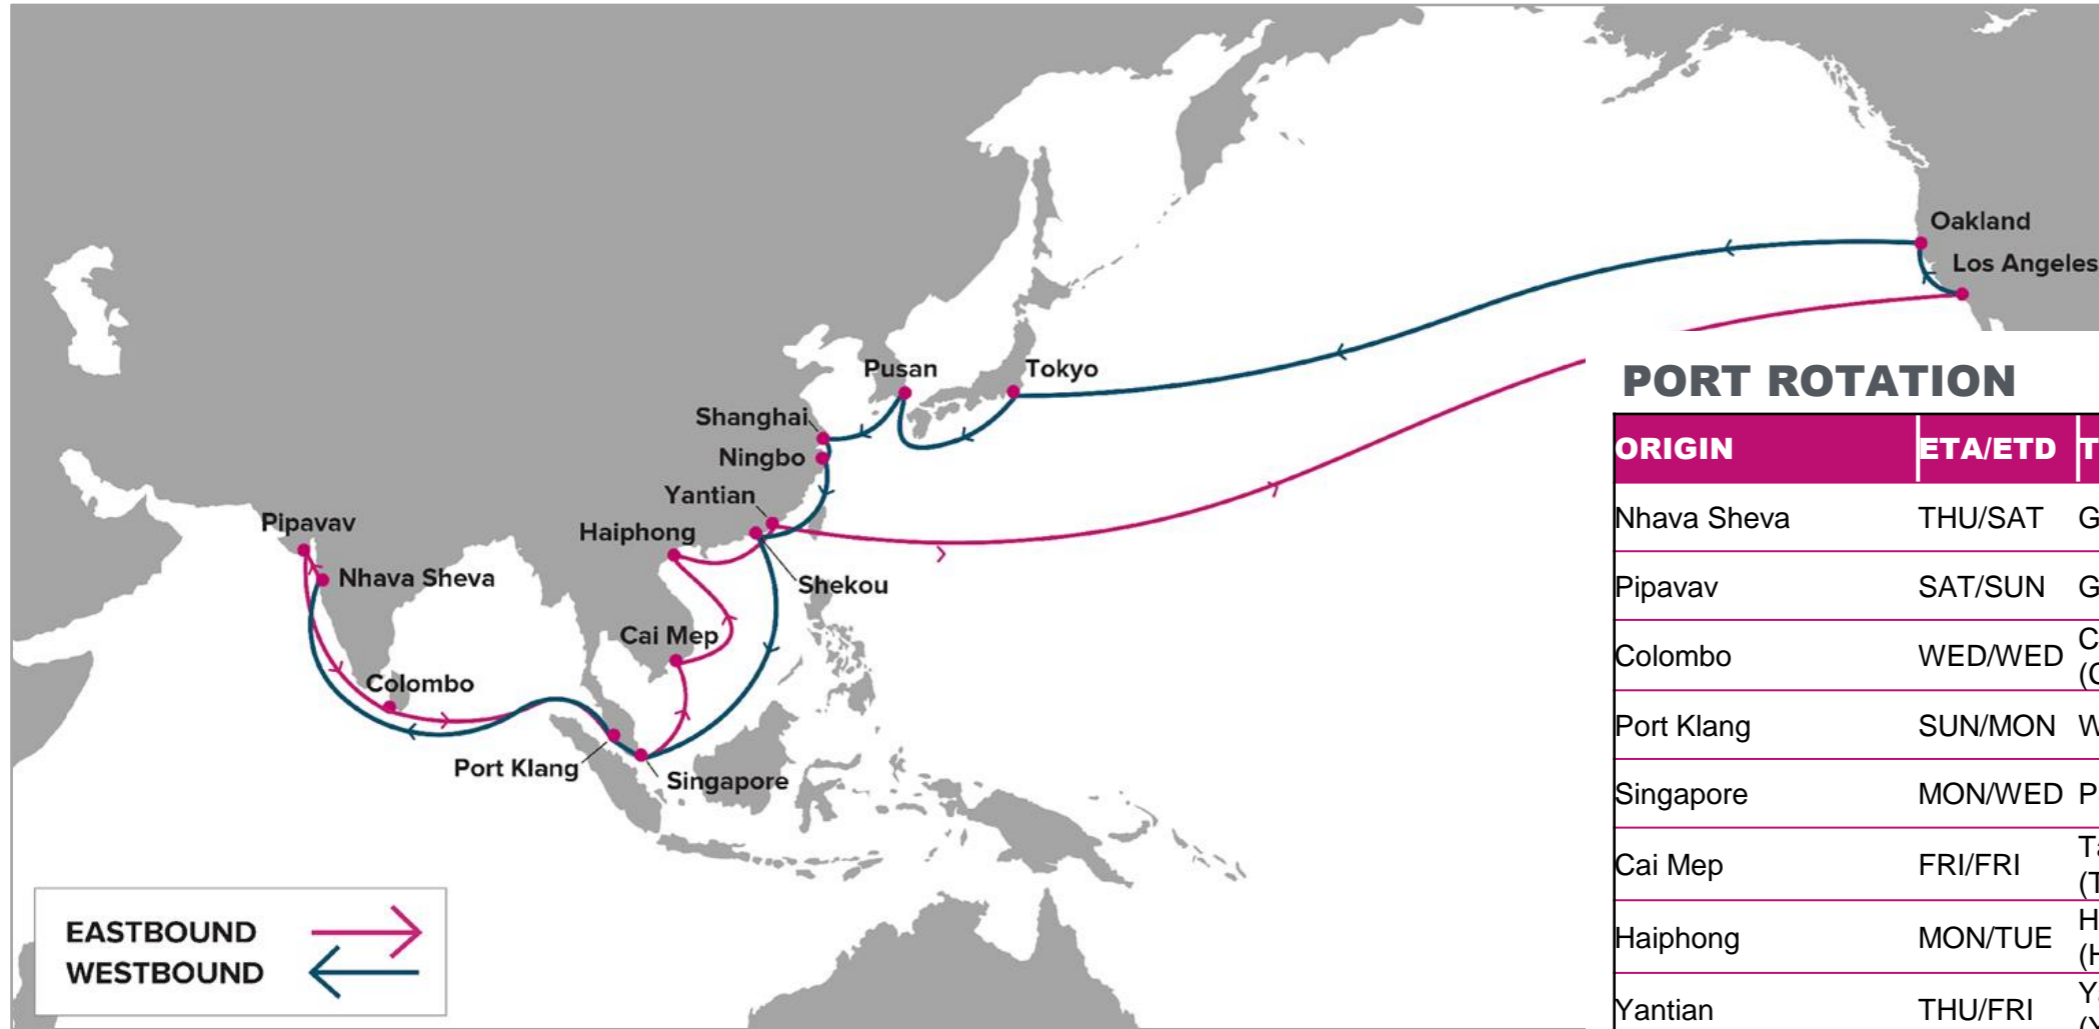 Oakland
Los Angeles
Pusan
Tokyo
Shanghai
Ningbo
Yantian
Pipavav
Haiphong
Nhava Sheva
Shekou
Cai Mep
Colombo
Port Klang
Singapore
EASTBOUND
WESTBOUND
PORT ROTATION
ORIGIN ETA/ETD
Nhava Sheva THU/SAT
Pipavav SAT/SUN
Colombo WED/WED
Port Klang SUN/MON
Singapore MON/WED
Cai Mep FRI/FRI
Haiphong MON/TUE
Yantian THU/FRI